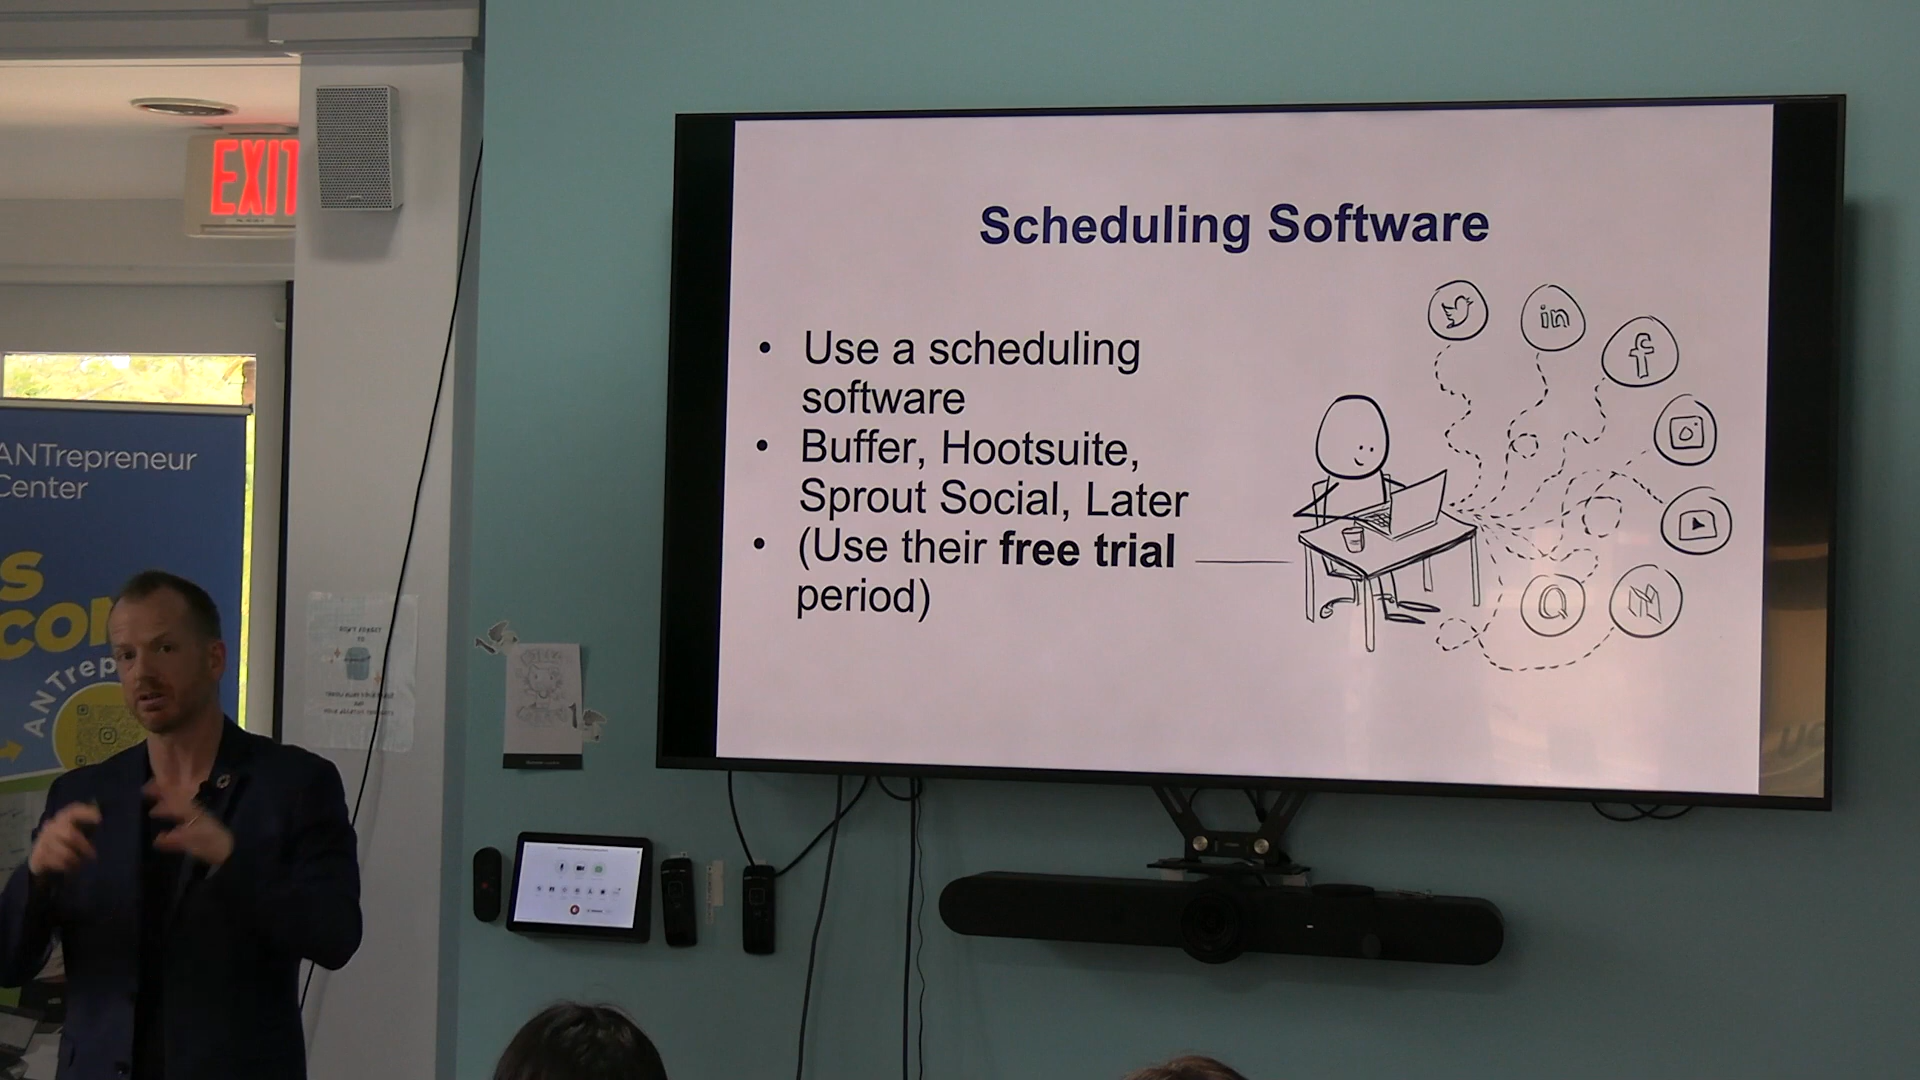 EXIT
Scheduling Software
• Use a scheduling
software
• Buffer, Hootsuite,
Sprout Social, Later
• (Use their free trial
period)
in
f
Q
ANTrepreneur
Center
S
ANTrep